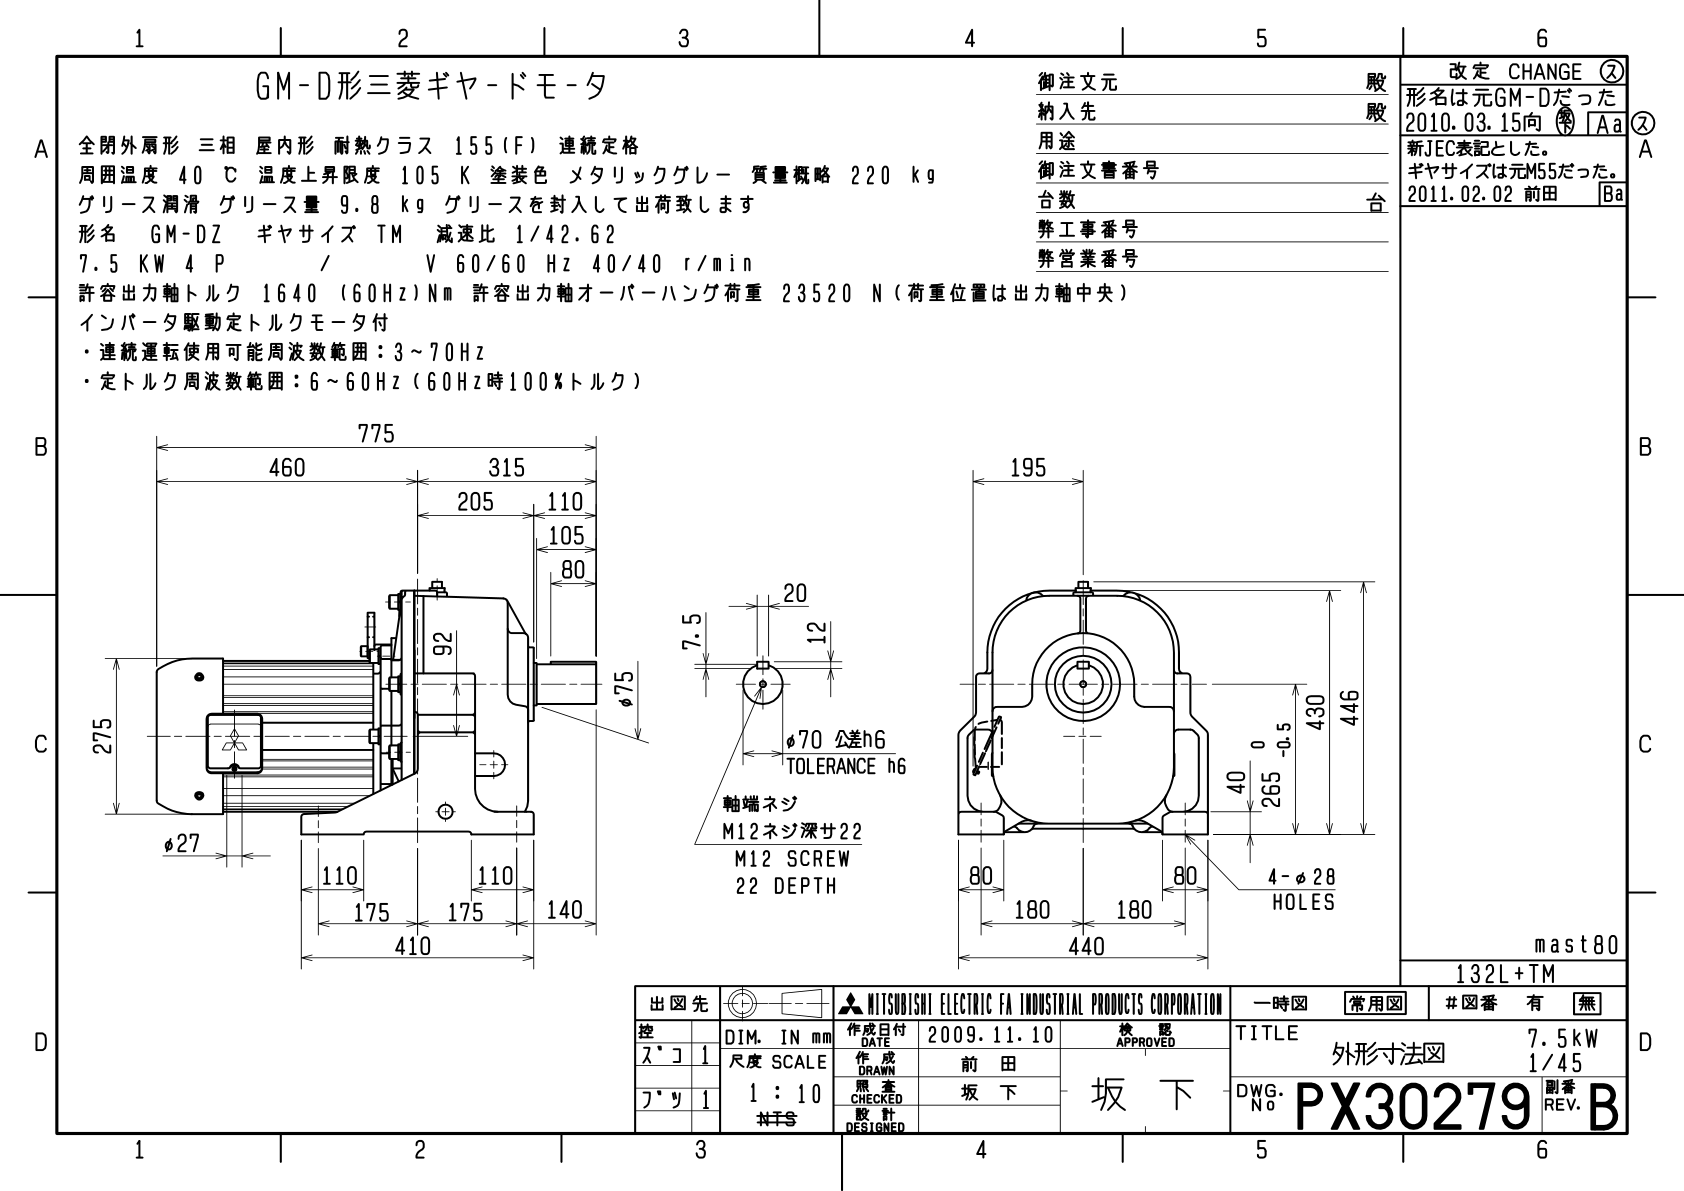 1 2 3 4 5 6
GM-D形三菱ギヤ-ドモ-タ
全閉外扇形 三相 屋内形 耐熱クラス 155(F) 連続定格
周囲温度 40 ℃ 温度上昇限度 105 K 塗装色 メタリックグレー 質量概略 220 kg
グリース潤滑 グリース量 9.8 kg グリースを封入して出荷致します
形名 GM-DZ ギヤサイズ TM 減速比 1/42.62
7.5 KW 4 P / V 60/60 Hz 40/40 r/min
許容出力軸トルク 1640 (60Hz)Nm 許容出力軸オーバーハング荷重 23520 N(荷重位置は出力軸中央)
インバータ駆動定トルクモータ付
・連続運転使用可能周波数範囲:3~70Hz
・定トルク周波数範囲:6~60Hz(60Hz時100%トルク)
御注文元 殿
納入先 殿
用途
御注文書番号
台数 台
弊工事番号
弊営業番号
改定 CHANGE ス
形名は元GM-Dだった
2010.03.15向 Aa ス
新JEC表記とした。
ギヤサイズは元M55だった。
2011.02.02 前田 Ba
A A
B B
C C
D D
775
460 315
205 110
105
80
92
275
φ75
φ27
110 110
175 175 140
410
20
7.5
12
φ70 公差h6
TOLERANCE h6
軸端ネジ
M12ネジ深サ22
M12 SCREW
22 DEPTH
195
430
446
40
265 0 -0.5
80 80
180 180
440
4-φ28
HOLES
mast80
132L+TM
出図先
控
ズコ 1
ブツ 1
DIM. IN mm
尺度 SCALE
1 : 10
NTS
MITSUBISHI ELECTRIC FA INDUSTRIAL PRODUCTS CORPORATION
作成日付 DATE 2009.11.10
作成 DRAWN 前田
照査 CHECKED 坂下
設計 DESIGNED
検認 APPROVED
坂下
一時図 常用図 #図番 有 無
TITLE
外形寸法図
7.5kW
1/45
DWG. No PX30279
副番 REV. B
1 2 3 4 5 6